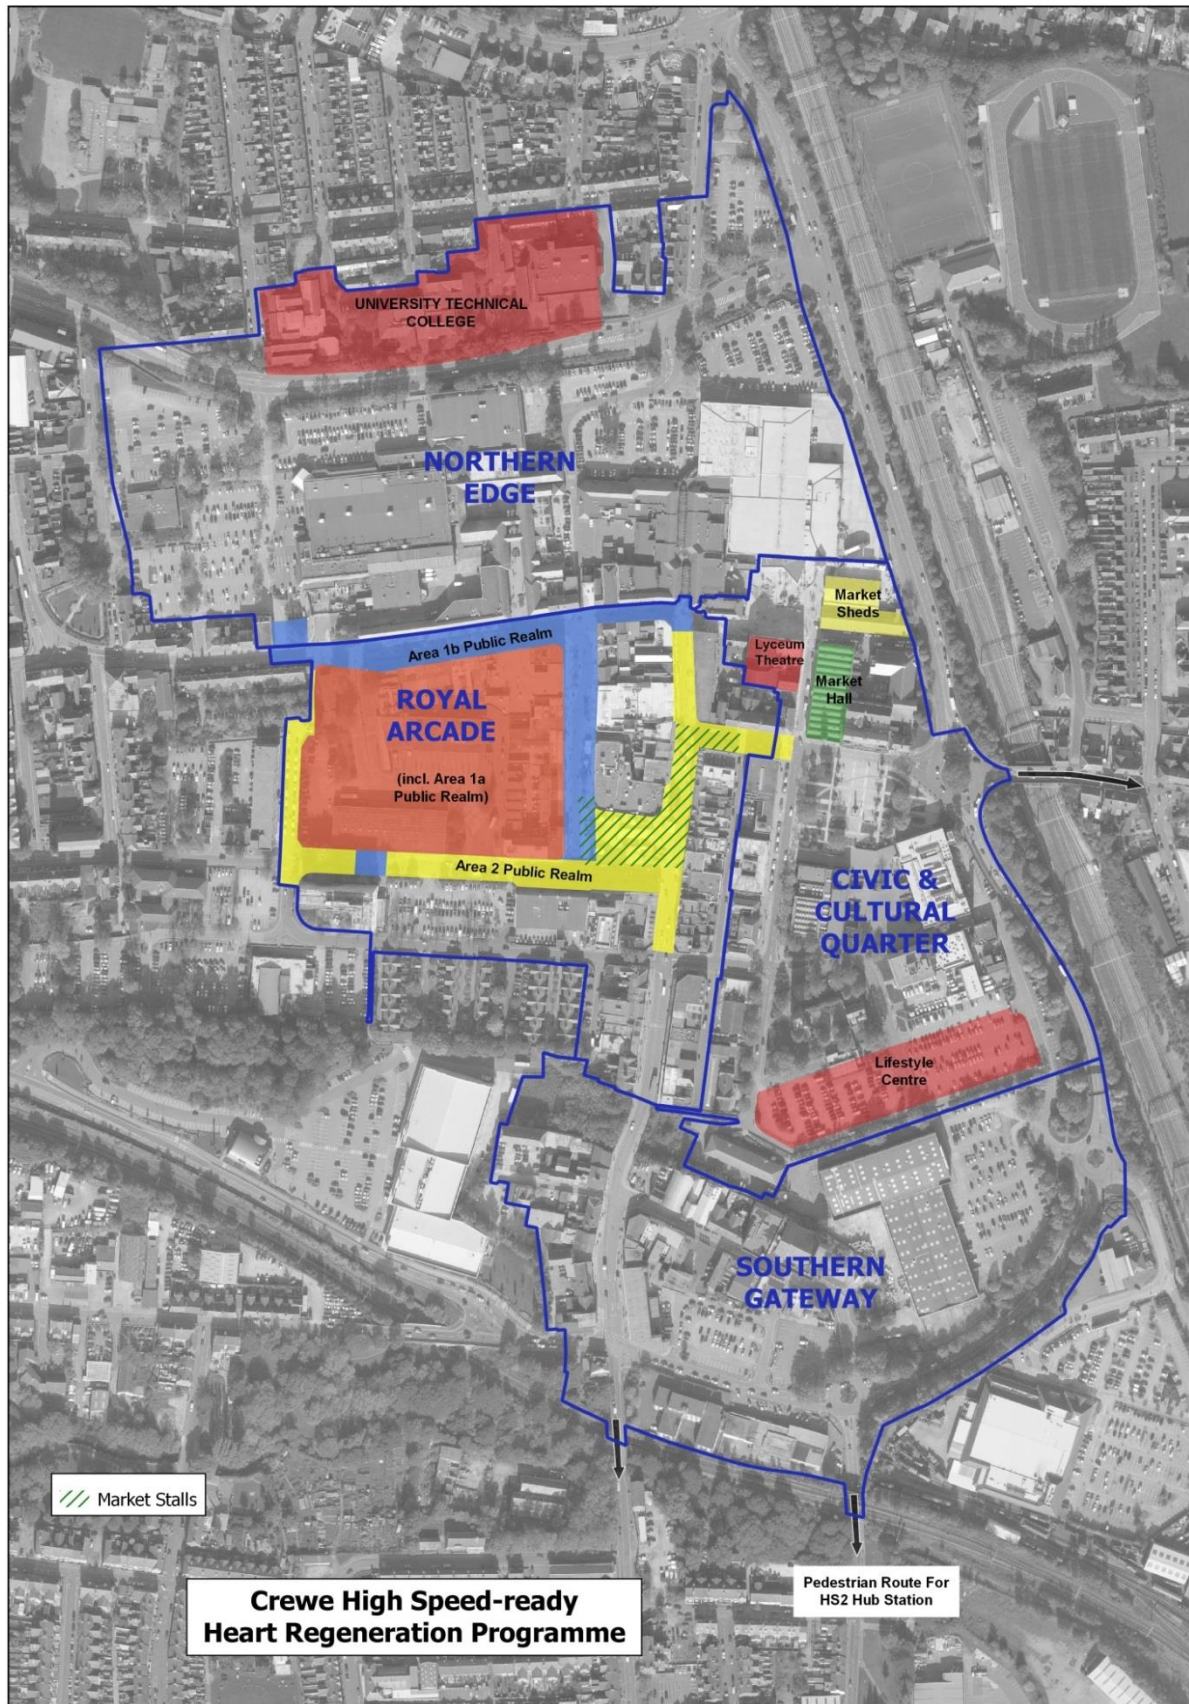 UNIVERSITY TECHNICAL
COLLEGE
NORTHERN
EDGE
Market
Sheds
Lyceum
Theatre
Market
Hall
Area 1b Public Realm
ROYAL
ARCADE
(incl. Area 1a
Public Realm)
Area 2 Public Realm
CIVIC &
CULTURAL
QUARTER
Lifestyle
Centre
SOUTHERN
GATEWAY
Market Stalls
Crewe High Speed-ready
Heart Regeneration Programme
Pedestrian Route For
HS2 Hub Station